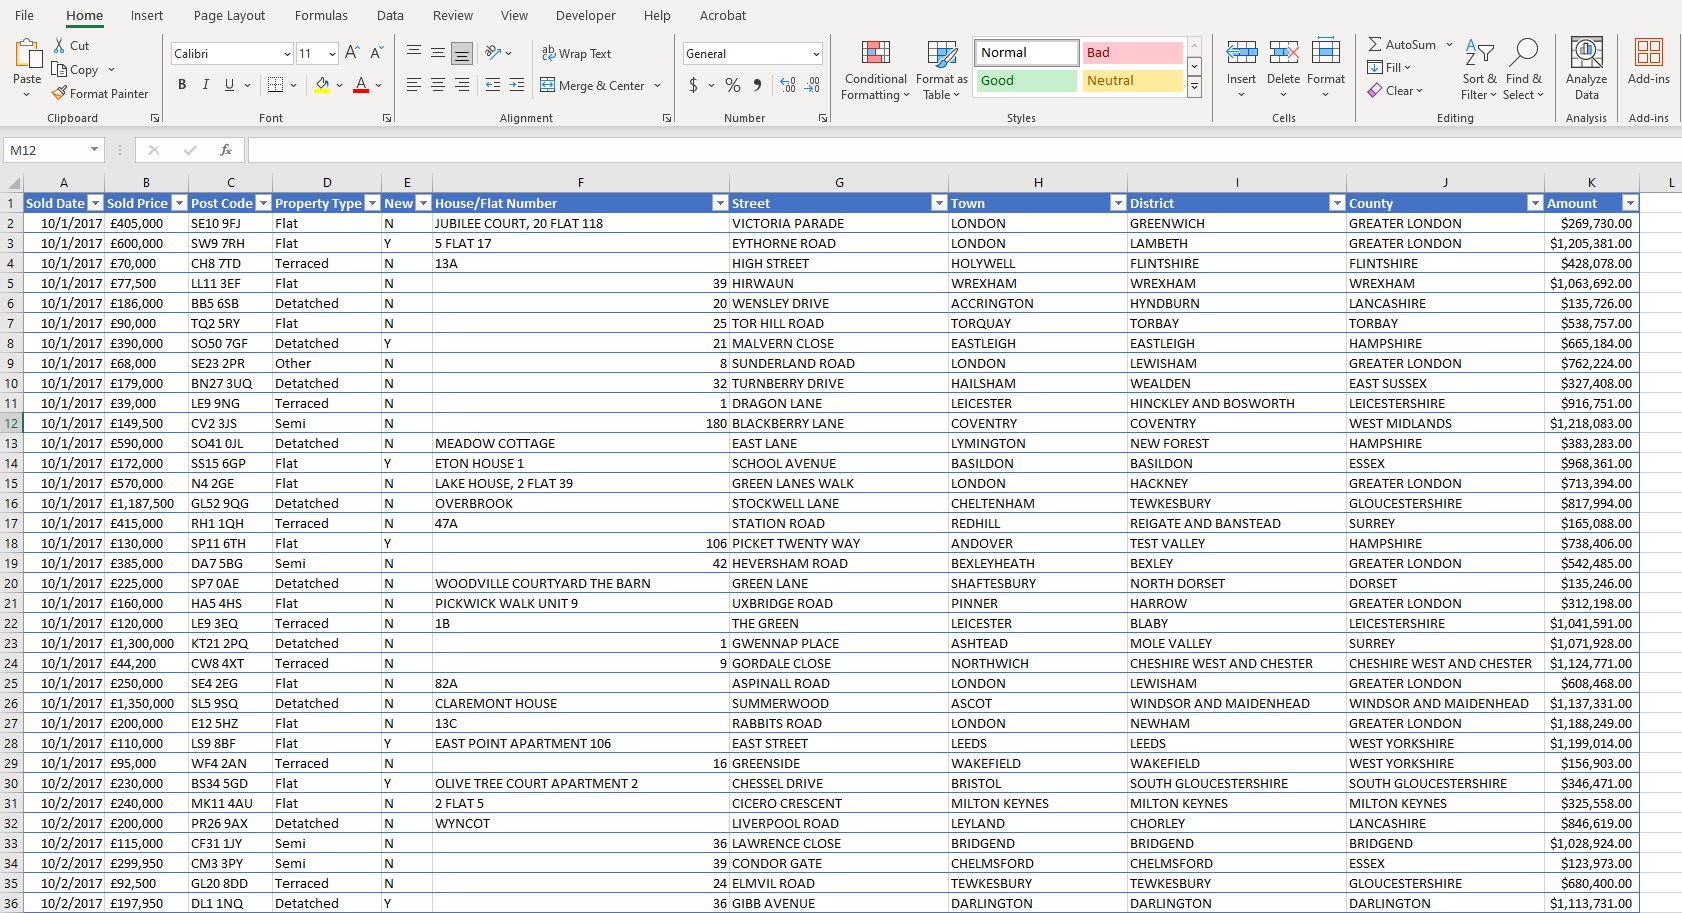 File Home Insert Page Layout Formulas Data Review View Developer Help Acrobat
Paste Cut Copy Format Painter Clipboard
Calibri 11 A A B I U A Font
ab Wrap Text Merge & Center Alignment
General $ % Number
Conditional Formatting Format as Table Normal Bad Good Neutral Styles
Insert Delete Format Cells
AutoSum Fill Clear Sort & Filter Find & Select Editing
Analyze Data Analysis
Add-ins Add-ins
M12 fx
A B C D E F G H I J K L
1 Sold Date Sold Price Post Code Property Type New House/Flat Number Street Town District County Amount
2 10/1/2017 £405,000 SE10 9FJ Flat N JUBILEE COURT, 20 FLAT 118 VICTORIA PARADE LONDON GREENWICH GREATER LONDON $269,730.00
3 10/1/2017 £600,000 SW9 7RH Flat Y 5 FLAT 17 EYTHORNE ROAD LONDON LAMBETH GREATER LONDON $1,205,381.00
4 10/1/2017 £70,000 CH8 7TD Terraced N 13A HIGH STREET HOLYWELL FLINTSHIRE FLINTSHIRE $428,078.00
5 10/1/2017 £77,500 LL11 3EF Flat N 39 HIRWAUN WREXHAM WREXHAM WREXHAM $1,063,692.00
6 10/1/2017 £186,000 BB5 6SB Detatched N 20 WENSLEY DRIVE ACCRINGTON HYNDBURN LANCASHIRE $135,726.00
7 10/1/2017 £90,000 TQ2 5RY Flat N 25 TOR HILL ROAD TORQUAY TORBAY TORBAY $538,757.00
8 10/1/2017 £390,000 SO50 7GF Detatched Y 21 MALVERN CLOSE EASTLEIGH EASTLEIGH HAMPSHIRE $665,184.00
9 10/1/2017 £68,000 SE23 2PR Other N 8 SUNDERLAND ROAD LONDON LEWISHAM GREATER LONDON $762,224.00
10 10/1/2017 £179,000 BN27 3UQ Detatched N 32 TURNBERRY DRIVE HAILSHAM WEALDEN EAST SUSSEX $327,408.00
11 10/1/2017 £39,000 LE9 9NG Terraced N 1 DRAGON LANE LEICESTER HINCKLEY AND BOSWORTH LEICESTERSHIRE $916,751.00
12 10/1/2017 £149,500 CV2 3JS Semi N 180 BLACKBERRY LANE COVENTRY COVENTRY WEST MIDLANDS $1,218,083.00
13 10/1/2017 £590,000 SO41 0JL Detatched N MEADOW COTTAGE EAST LANE LYMINGTON NEW FOREST HAMPSHIRE $383,283.00
14 10/1/2017 £172,000 SS15 6GP Flat Y ETON HOUSE 1 SCHOOL AVENUE BASILDON BASILDON ESSEX $968,361.00
15 10/1/2017 £570,000 N4 2GE Flat N LAKE HOUSE, 2 FLAT 39 GREEN LANES WALK LONDON HACKNEY GREATER LONDON $713,394.00
16 10/1/2017 £1,187,500 GL52 9QG Detatched N OVERBROOK STOCKWELL LANE CHELTENHAM TEWKESBURY GLOUCESTERSHIRE $817,994.00
17 10/1/2017 £415,000 RH1 1QH Terraced N 47A STATION ROAD REDHILL REIGATE AND BANSTEAD SURREY $165,088.00
18 10/1/2017 £130,000 SP11 6TH Flat Y 106 PICKET TWENTY WAY ANDOVER TEST VALLEY HAMPSHIRE $738,406.00
19 10/1/2017 £385,000 DA7 5BG Semi N 42 HEVERSHAM ROAD BEXLEYHEATH BEXLEY GREATER LONDON $542,485.00
20 10/1/2017 £225,000 SP7 0AE Detatched N WOODVILLE COURTYARD THE BARN GREEN LANE SHAFTESBURY NORTH DORSET DORSET $135,246.00
21 10/1/2017 £160,000 HA5 4HS Flat N PICKWICK WALK UNIT 9 UXBRIDGE ROAD PINNER HARROW GREATER LONDON $312,198.00
22 10/1/2017 £120,000 LE9 3EQ Terraced N 1B THE GREEN LEICESTER BLABY LEICESTERSHIRE $1,041,591.00
23 10/1/2017 £1,300,000 KT21 2PQ Detatched N 1 GWENNAP PLACE ASHTEAD MOLE VALLEY SURREY $1,071,928.00
24 10/1/2017 £44,200 CW8 4XT Terraced N 9 GORDALE CLOSE NORTHWICH CHESHIRE WEST AND CHESTER CHESHIRE WEST AND CHESTER $1,124,771.00
25 10/1/2017 £250,000 SE4 2EG Flat N 82A ASPINALL ROAD LONDON LEWISHAM GREATER LONDON $608,468.00
26 10/1/2017 £1,350,000 SL5 9SQ Detatched N CLAREMONT HOUSE SUMMERWOOD ASCOT WINDSOR AND MAIDENHEAD WINDSOR AND MAIDENHEAD $1,137,331.00
27 10/1/2017 £200,000 E12 5HZ Flat N 13C RABBITS ROAD LONDON NEWHAM GREATER LONDON $1,188,249.00
28 10/1/2017 £110,000 LS9 8BF Flat Y EAST POINT APARTMENT 106 EAST STREET LEEDS LEEDS WEST YORKSHIRE $1,199,014.00
29 10/1/2017 £95,000 WF4 2AN Terraced N 16 GREENSIDE WAKEFIELD WAKEFIELD WEST YORKSHIRE $156,903.00
30 10/2/2017 £230,000 BS34 5GD Flat Y OLIVE TREE COURT APARTMENT 2 CHESSEL DRIVE BRISTOL SOUTH GLOUCESTERSHIRE SOUTH GLOUCESTERSHIRE $346,471.00
31 10/2/2017 £240,000 MK11 4AU Flat N 2 FLAT 5 CICERO CRESCENT MILTON KEYNES MILTON KEYNES MILTON KEYNES $325,558.00
32 10/2/2017 £200,000 PR26 9AX Detatched N WYNCOT LIVERPOOL ROAD LEYLAND CHORLEY LANCASHIRE $846,619.00
33 10/2/2017 £115,000 CF31 1JY Semi N 36 LAWRENCE CLOSE BRIDGEND BRIDGEND BRIDGEND $1,028,924.00
34 10/2/2017 £299,950 CM3 3PY Semi N 39 CONDOR GATE CHELMSFORD CHELMSFORD ESSEX $123,973.00
35 10/2/2017 £92,500 GL20 8DD Terraced N 24 ELMVIL ROAD TEWKESBURY TEWKESBURY GLOUCESTERSHIRE $680,400.00
36 10/2/2017 £197,950 DL1 1NQ Detatched Y 36 GIBB AVENUE DARLINGTON DARLINGTON DARLINGTON $1,113,731.00